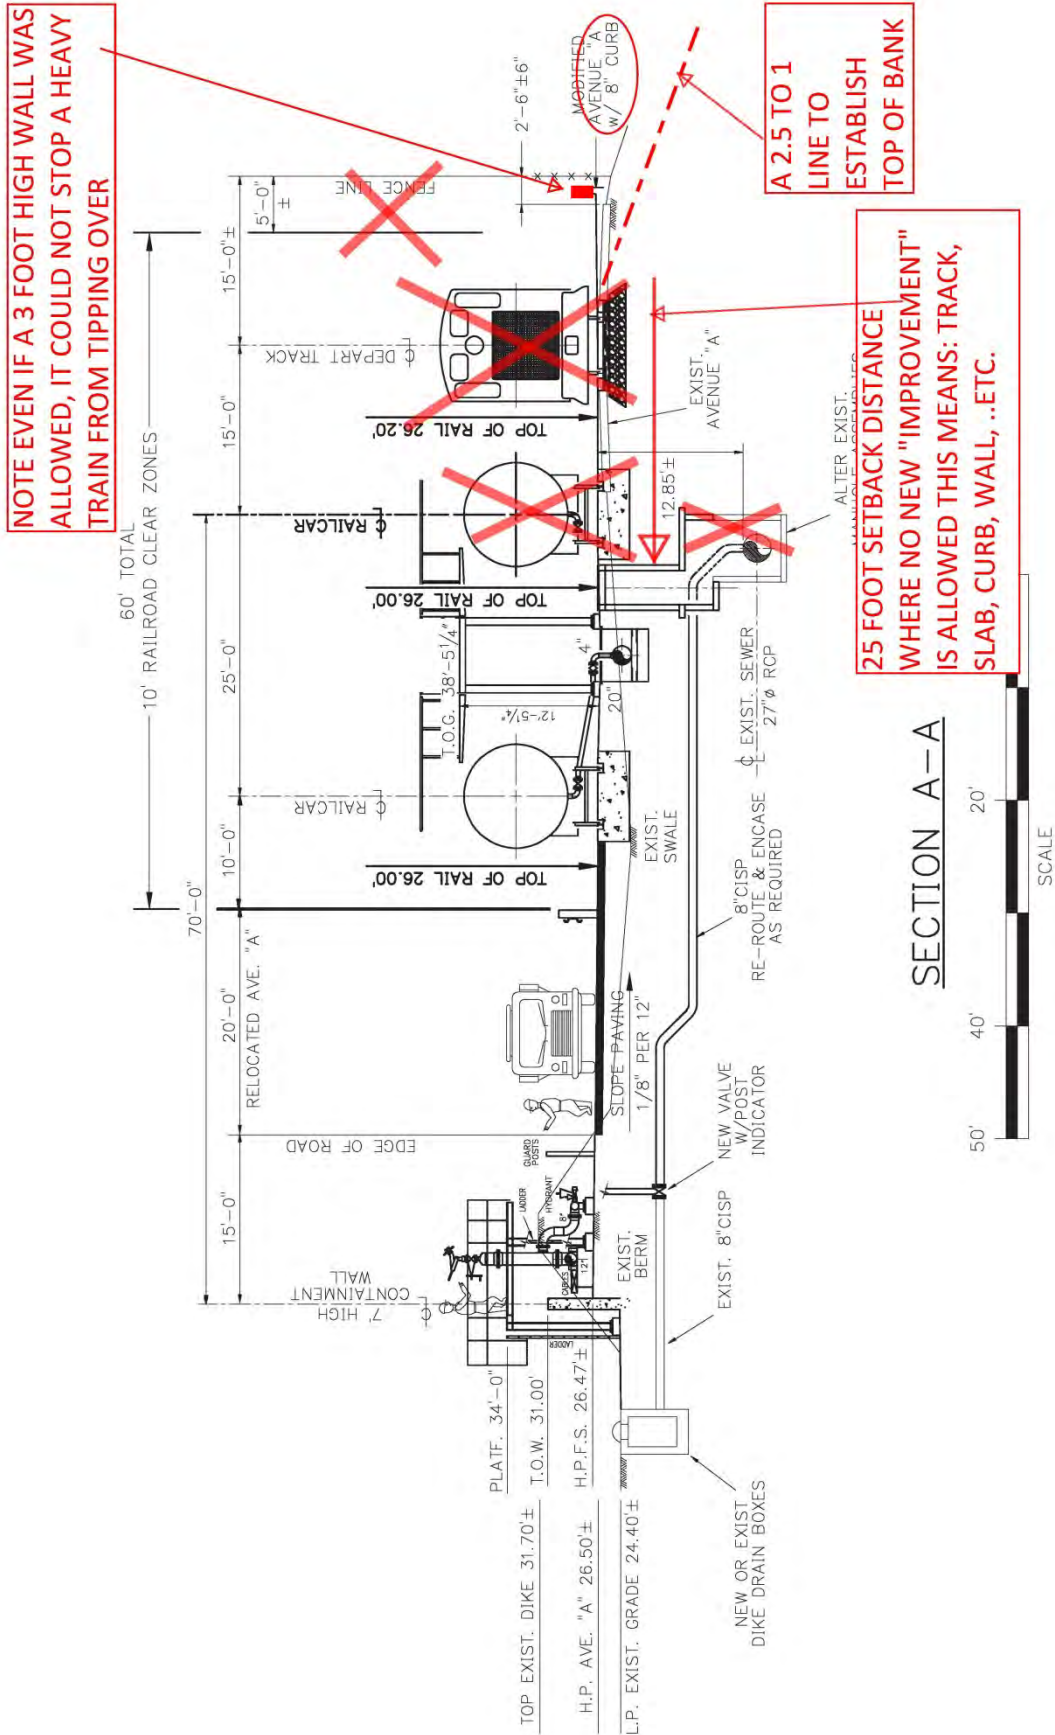 NOTE EVEN IF A 3 FOOT HIGH WALL WAS
ALLOWED, IT COULD NOT STOP A HEAVY
TRAIN FROM TIPPING OVER
60' TOTAL
10' RAILROAD CLEAR ZONES
70'-0"
15'-0"
20'-0"
RELOCATED AVE. "A"
10'-0"
25'-0"
15'-0"
15'-0"±
5'-0"
±
2'-6"±6"
EDGE OF ROAD
7' HIGH
CONTAINMENT
WALL
℄
℄ RAILCAR
℄ RAILCAR
℄ DEPART TRACK
FENCE LINE
MODIFIED
AVENUE "A"
w/ 8" CURB
TOP OF RAIL 26.00'
TOP OF RAIL 26.00'
TOP OF RAIL 26.20'
T.O.G. 38'-5¼"
12'-5¼"
4"
20"
12.85'±
PLATF. 34'-0"
T.O.W. 31.00'
H.P.F.S. 26.47'±
TOP EXIST. DIKE 31.70'±
H.P. AVE. "A" 26.50'±
L.P. EXIST. GRADE 24.40'±
LADDER
CABLES
12"
LADDER
HYDRANT
8"
GUARD
POSTS
SLOPE PAVING
1/8" PER 12"
EXIST.
BERM
EXIST.
SWALE
EXIST.
AVENUE "A"
ALTER EXIST.
NEW OR EXIST
DIKE DRAIN BOXES
EXIST. 8"CISP
NEW VALVE
W/POST
INDICATOR
8"CISP
RE-ROUTE & ENCASE
AS REQUIRED
℄ EXIST. SEWER
27"ø RCP
A 2.5 TO 1
LINE TO
ESTABLISH
TOP OF BANK
25 FOOT SETBACK DISTANCE
WHERE NO NEW "IMPROVEMENT"
IS ALLOWED THIS MEANS: TRACK,
SLAB, CURB, WALL, ..ETC.
SECTION A-A
50'
40'
20'
SCALE